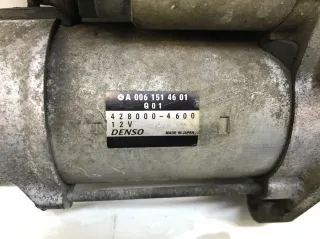 A 006 151 46 01
Q01
428000-4600
12V
DENSO MADE IN JAPAN